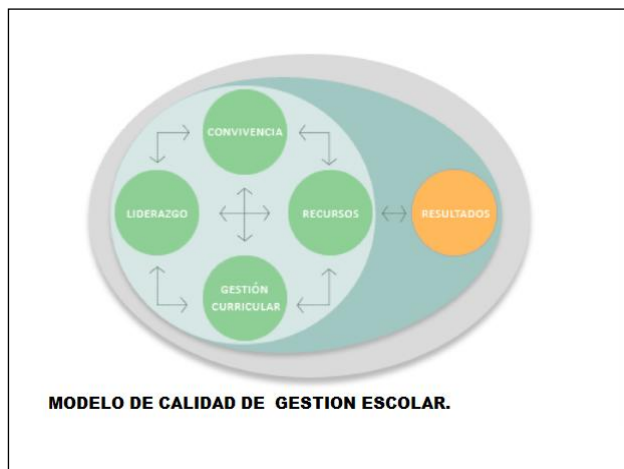 CONVIVENCIA
LIDERAZGO
RECURSOS
RESULTADOS
GESTIÓN
CURRICULAR
MODELO DE CALIDAD DE GESTION ESCOLAR.